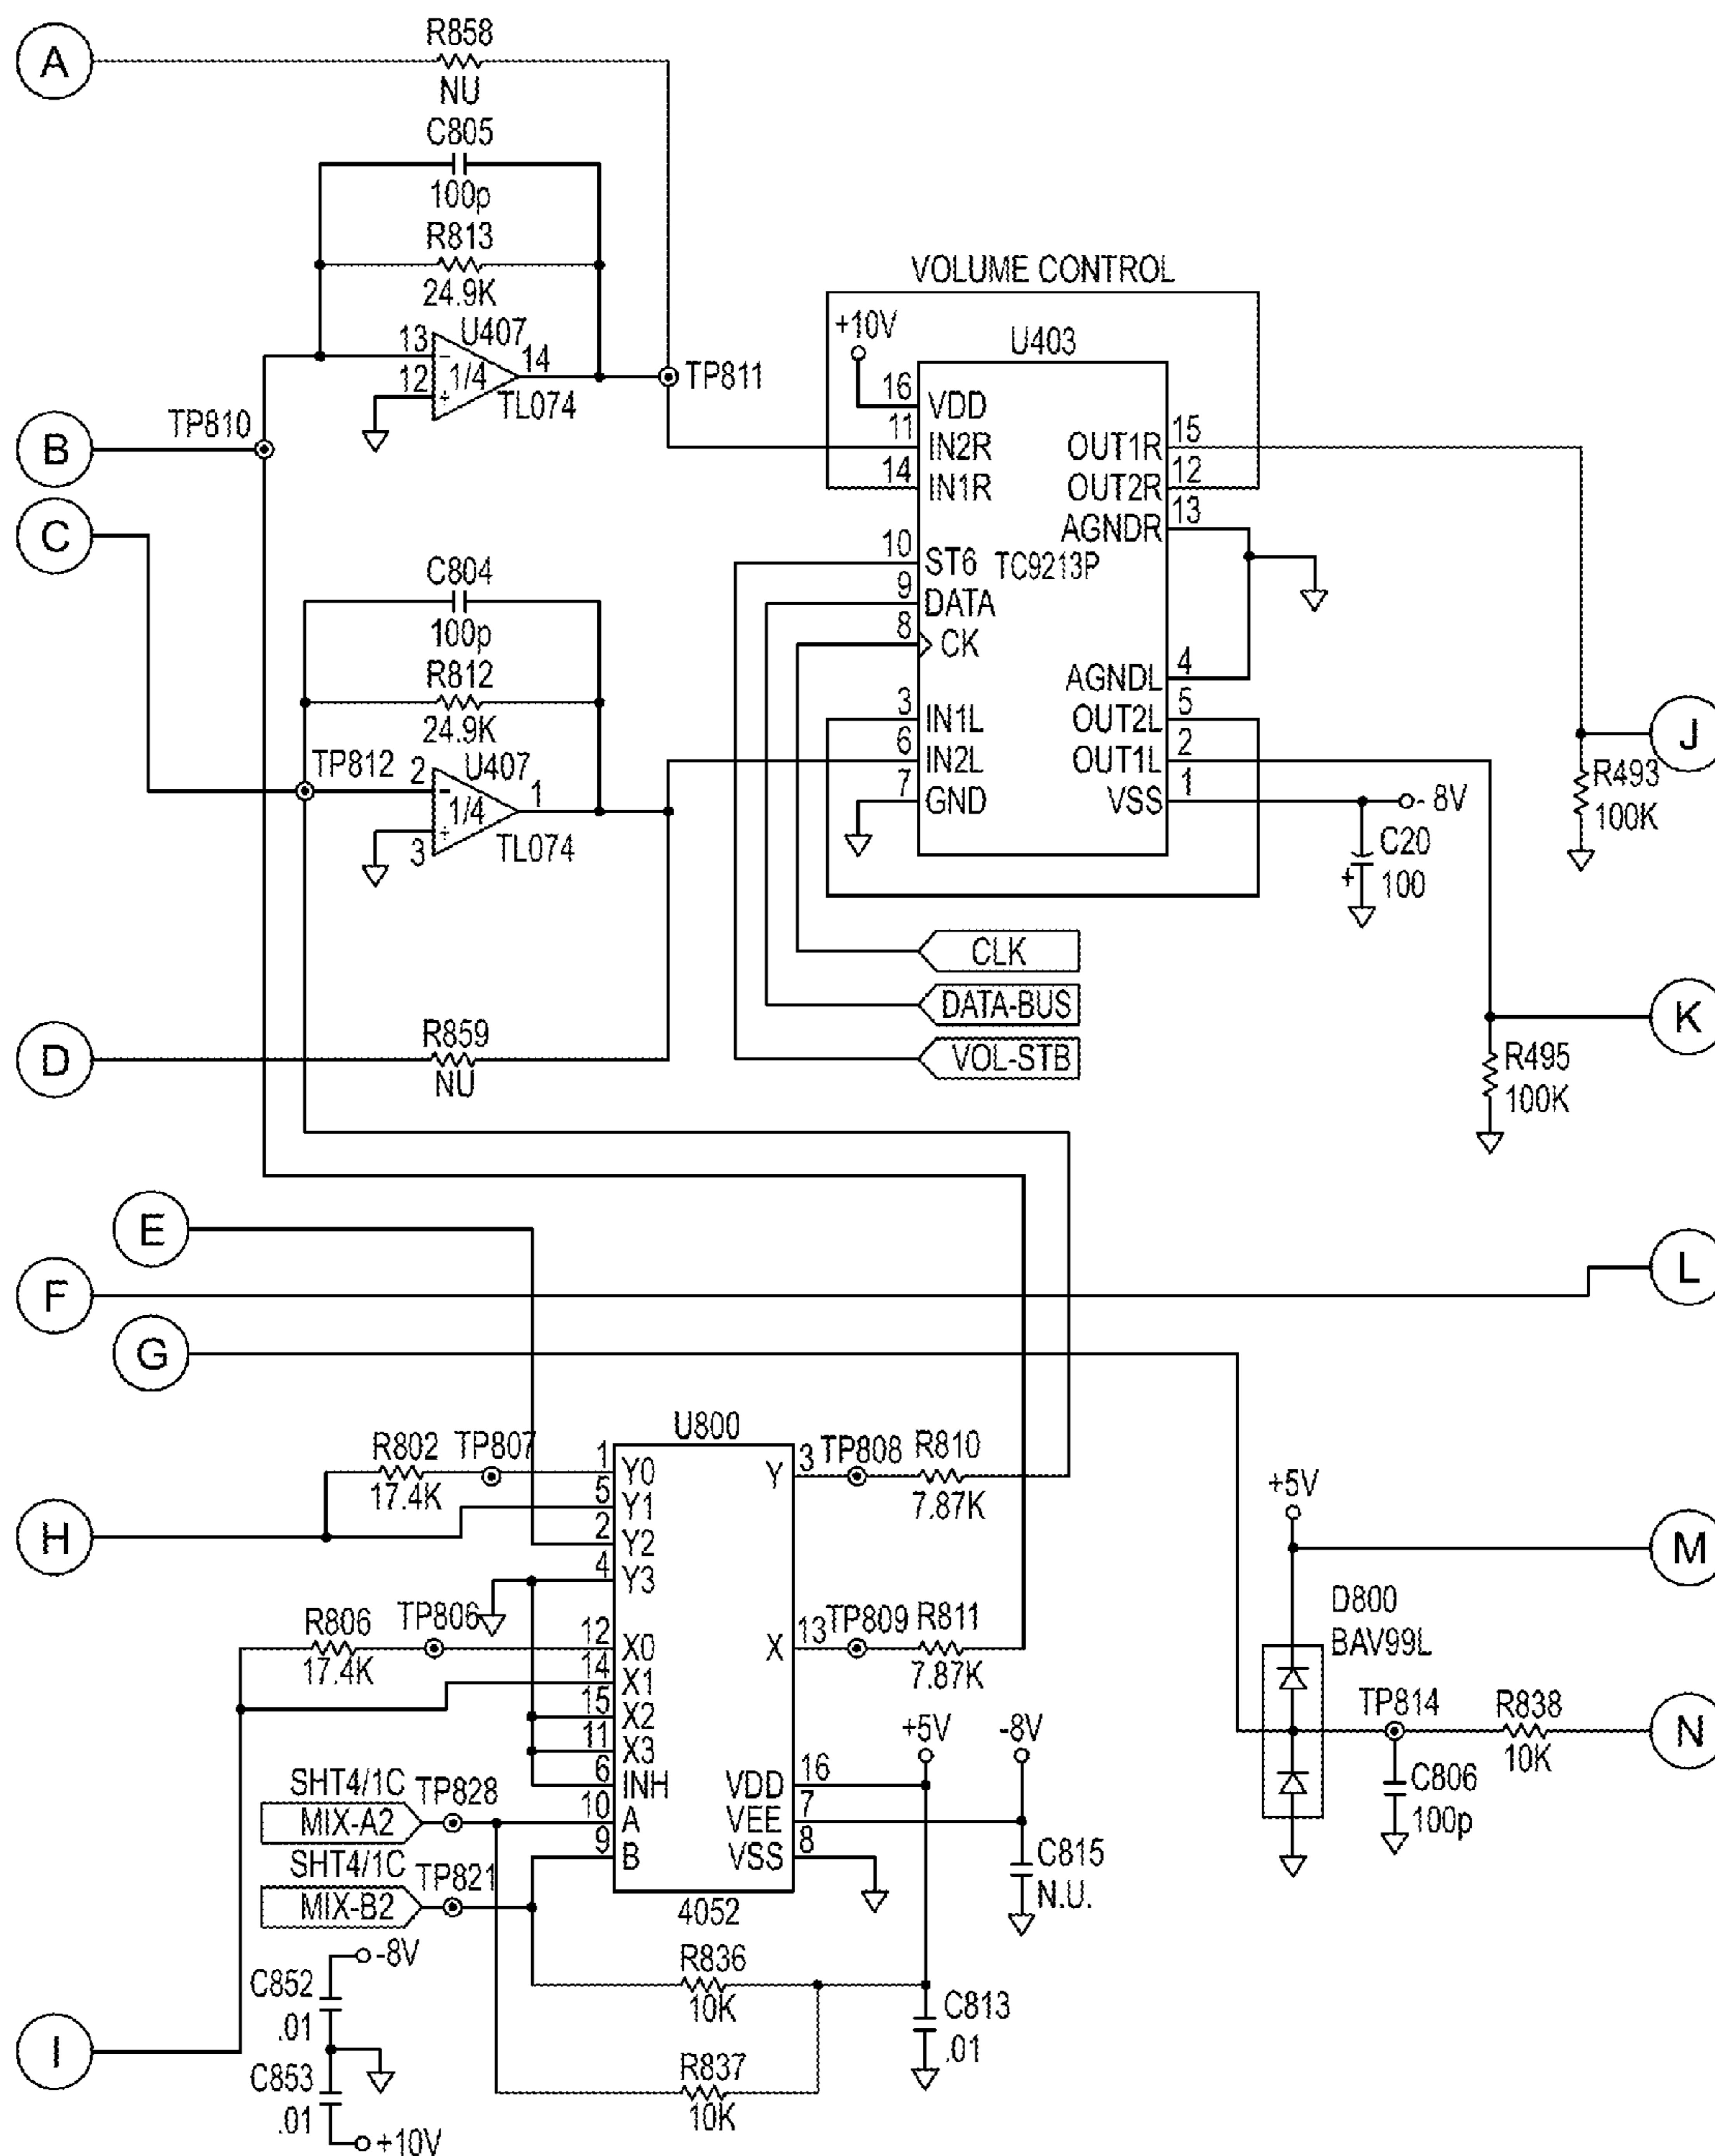 A
R858
NU
C805
100p
R813
24.9K
U407
13
12
-
+
1/4
14
TL074
TP811
TP810
B
C
VOLUME CONTROL
+10V
U403
16
VDD
11
IN2R
14
IN1R
OUT1R
15
OUT2R
12
AGNDR
13
10
ST6
TC9213P
9
DATA
8
CK
AGNDL
4
3
IN1L
OUT2L
5
6
IN2L
OUT1L
2
7
GND
VSS
1
- 8V
C20
100
+
J
R493
100K
C804
100p
R812
24.9K
TP812
U407
2
3
-
+
1/4
1
TL074
CLK
DATA-BUS
VOL-STB
D
R859
NU
K
R495
100K
E
F
L
G
U800
R802
17.4K
TP807
1
Y0
5
Y1
2
Y2
4
Y3
Y
3
TP808
R810
7.87K
H
R806
17.4K
TP806
12
X0
14
X1
15
X2
11
X3
6
INH
10
A
9
B
X
13
TP809
R811
7.87K
+5V
-8V
VDD
16
VEE
7
VSS
8
C815
N.U.
4052
SHT4/1C
MIX-A2
TP828
SHT4/1C
MIX-B2
TP821
R836
10K
R837
10K
C813
.01
-8V
C852
.01
C853
.01
+10V
I
+5V
M
D800
BAV99L
TP814
R838
10K
N
C806
100p